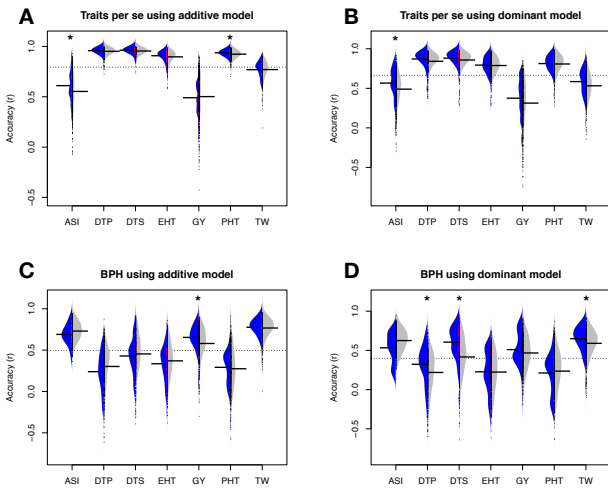 A
Traits per se using additive model
*
*
Accuracy (r)
1.0
0.5
0.0
−0.5
ASI DTP DTS EHT GY PHT TW
B
Traits per se using dominant model
*
Accuracy (r)
1.0
0.5
0.0
−0.5
ASI DTP DTS EHT GY PHT TW
C
BPH using additive model
*
Accuracy (r)
1.0
0.5
0.0
−0.5
ASI DTP DTS EHT GY PHT TW
D
BPH using dominant model
* * *
Accuracy (r)
1.0
0.5
0.0
−0.5
ASI DTP DTS EHT GY PHT TW